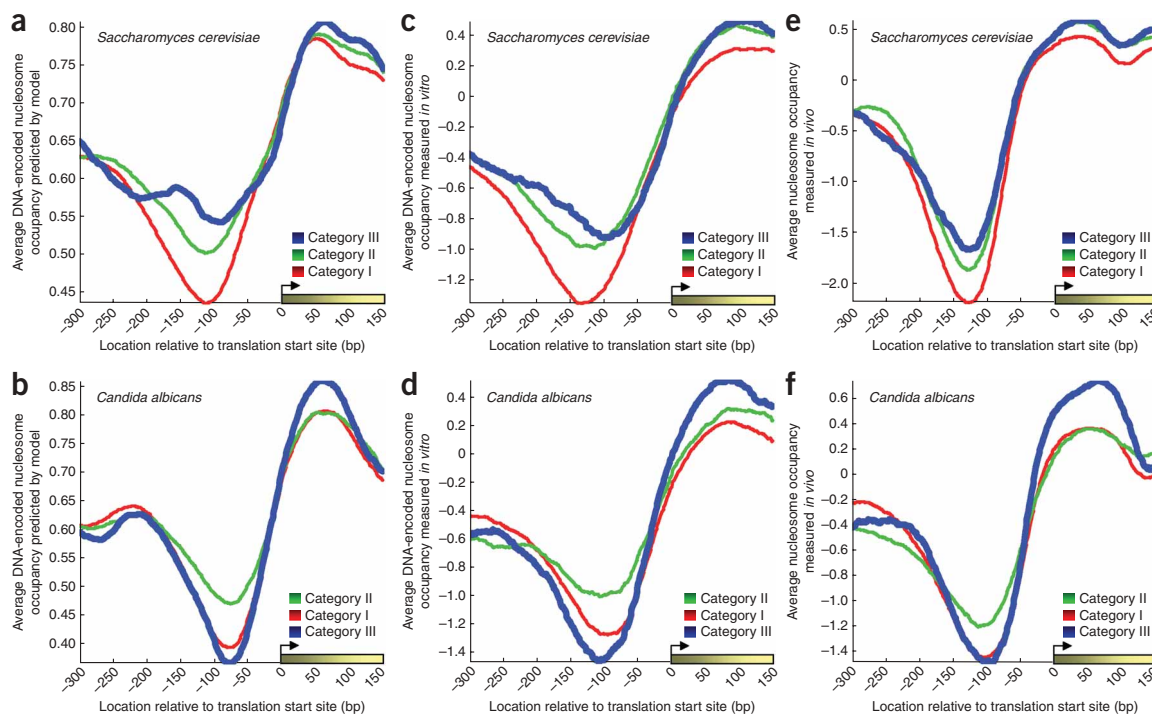 a
Saccharomyces cerevisiae
Average DNA-encoded nucleosome
occupancy predicted by model
0.80
0.75
0.70
0.65
0.60
0.55
0.50
0.45
Category III
Category II
Category I
–300
–250
–200
–150
–100
–50
0
50
100
150
Location relative to translation start site (bp)
c
Saccharomyces cerevisiae
Average DNA-encoded nucleosome
occupancy measured in vitro
0.4
0.2
0
–0.2
–0.4
–0.6
–0.8
–1.0
–1.2
Category III
Category II
Category I
–300
–250
–200
–150
–100
–50
0
50
100
150
Location relative to translation start site (bp)
e
Saccharomyces cerevisiae
Average nucleosome occupancy
measured in vivo
0.5
0
–0.5
–1.0
–1.5
–2.0
Category III
Category II
Category I
–300
–250
–200
–150
–100
–50
0
50
100
150
Location relative to translation start site (bp)
b
Candida albicans
Average DNA-encoded nucleosome
occupancy predicted by model
0.85
0.80
0.75
0.70
0.65
0.60
0.55
0.50
0.45
0.40
Category II
Category I
Category III
–300
–250
–200
–150
–100
–50
0
50
100
150
Location relative to translation start site (bp)
d
Candida albicans
Average DNA-encoded nucleosome
occupancy measured in vitro
0.4
0.2
0
–0.2
–0.4
–0.6
–0.8
–1.0
–1.2
–1.4
Category II
Category I
Category III
–300
–250
–200
–150
–100
–50
0
50
100
150
Location relative to translation start site (bp)
f
Candida albicans
Average nucleosome occupancy
measured in vivo
0.6
0.4
0.2
0
–0.2
–0.4
–0.6
–0.8
–1.0
–1.2
–1.4
Category II
Category I
Category III
–300
–250
–200
–150
–100
–50
0
50
100
150
Location relative to translation start site (bp)